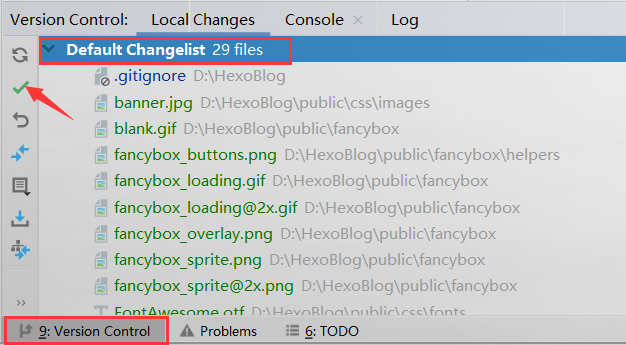 Version Control: Local Changes Console × Log
Default Changelist 29 files
.gitignore D:\HexoBlog
banner.jpg D:\HexoBlog\public\css\images
blank.gif D:\HexoBlog\public\fancybox
fancybox_buttons.png D:\HexoBlog\public\fancybox\helpers
fancybox_loading.gif D:\HexoBlog\public\fancybox
fancybox_loading@2x.gif D:\HexoBlog\public\fancybox
fancybox_overlay.png D:\HexoBlog\public\fancybox
fancybox_sprite.png D:\HexoBlog\public\fancybox
fancybox_sprite@2x.png D:\HexoBlog\public\fancybox
FontAwesome.otf D:\HexoBlog\public\css\fonts
9: Version Control Problems 6: TODO